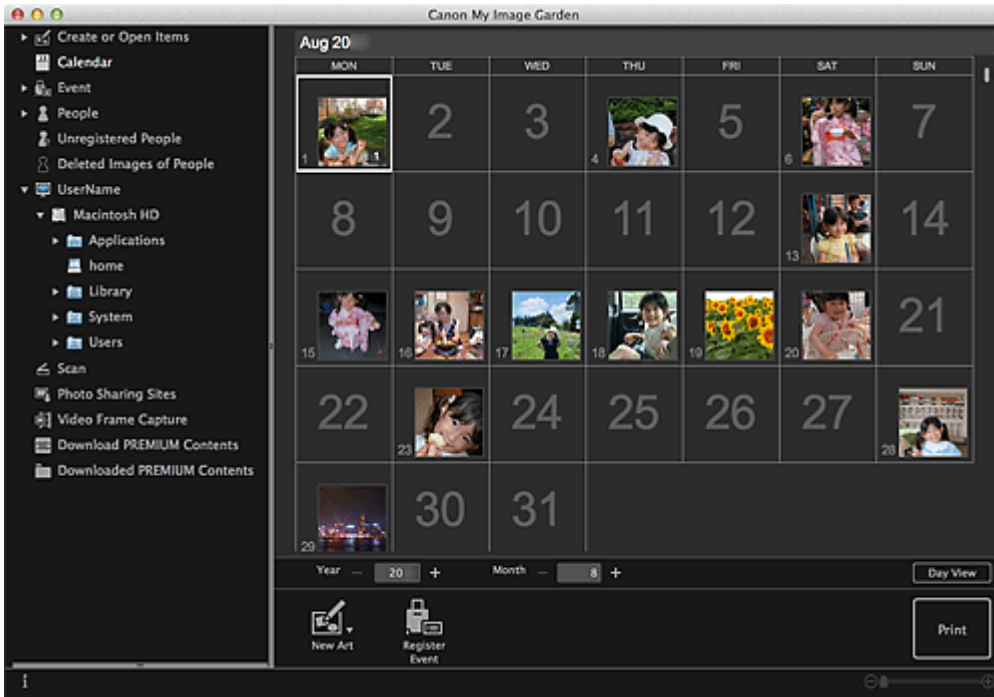 Canon My Image Garden
Create or Open Items
Calendar
Event
People
Unregistered People
Deleted Images of People
UserName
Macintosh HD
Applications
home
Library
System
Users
Scan
Photo Sharing Sites
Video Frame Capture
Download PREMIUM Contents
Downloaded PREMIUM Contents
Aug 20
MON TUE WED THU FRI SAT SUN
1 1 2 3 4 5 6 7
8 9 10 11 12 13 14
15 16 17 18 19 20 21
22 23 24 25 26 27 28
29 30 31
Year — 20 + Month — 8 + Day View
New Art Register Event Print